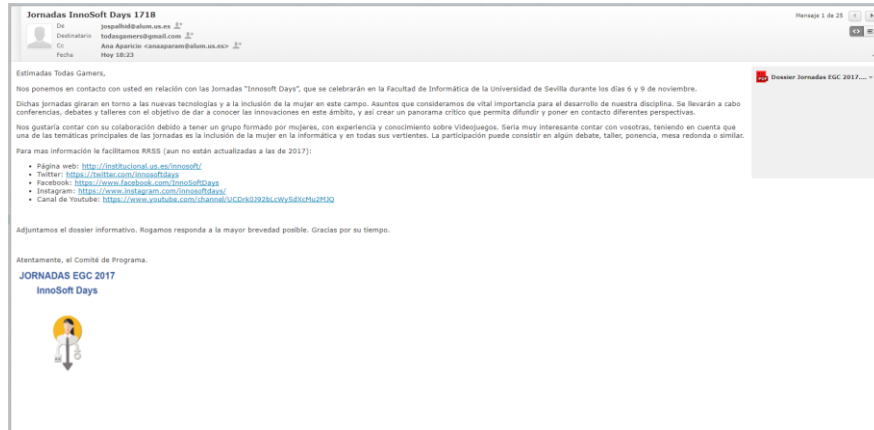 Jornadas InnoSoft Days 1718
Mensaje 1 de 25
De jospalhid@alum.us.es
Destinatario todasgamers@gmail.com
Cc Ana Aparicio <anaaparam@alum.us.es>
Fecha Hoy 18:23
Dossier Jornadas EGC 2017....
Estimadas Todas Gamers,
Nos ponemos en contacto con usted en relación con las Jornadas "Innosoft Days", que se celebrarán en la Facultad de Informática de la Universidad de Sevilla durante los días 6 y 9 de noviembre.
Dichas jornadas giraran en torno a las nuevas tecnologías y a la inclusión de la mujer en este campo. Asuntos que consideramos de vital importancia para el desarrollo de nuestra disciplina. Se llevarán a cabo
conferencias, debates y talleres con el objetivo de dar a conocer las innovaciones en este ámbito, y así crear un panorama crítico que permita difundir y poner en contacto diferentes perspectivas.
Nos gustaría contar con su colaboración debido a tener un grupo formado por mujeres, con experiencia y conocimiento sobre Videojuegos. Sería muy interesante contar con vosotras, teniendo en cuenta que
una de las temáticas principales de las jornadas es la inclusión de la mujer en la informática y en todas sus vertientes. La participación puede consistir en algún debate, taller, ponencia, mesa redonda o similar.
Para mas información le facilitamos RRSS (aun no están actualizadas a las de 2017):
• Página web: http://institucional.us.es/innosoft/
• Twitter: https://twitter.com/innosoftdays
• Facebook: https://www.facebook.com/InnoSoftDays
• Instagram: https://www.instagram.com/innosoftdays/
• Canal de Youtube: https://www.youtube.com/channel/UCDrk0J92bLcWySdXcMu2MJQ
Adjuntamos el dossier informativo. Rogamos responda a la mayor brevedad posible. Gracias por su tiempo.
Atentamente, el Comité de Programa.
JORNADAS EGC 2017
InnoSoft Days